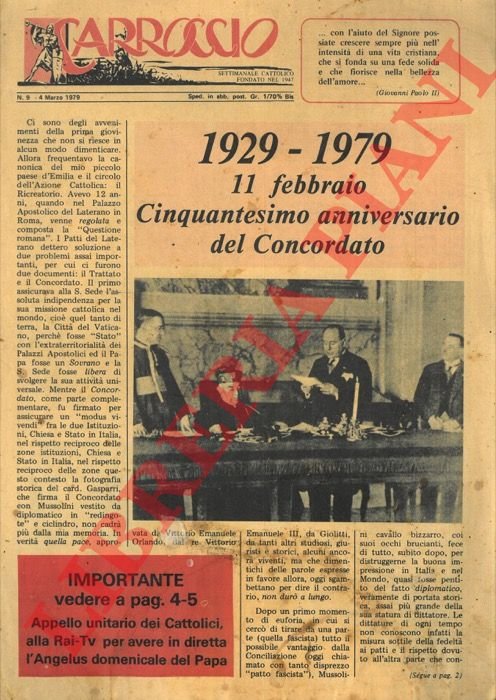 CARROCCIO
SETTIMANALE CATTOLICO
FONDATO NEL 1947
N. 9 - 4 Marzo 1979
Sped. in abb. post. Gr. 1/70% Bis
... con l'aiuto del Signore pos-
siate crescere sempre più nell'
intensità di una vita cristiana,
che si fonda su una fede solida
e che fiorisce nella bellezza
dell'amore...
(Giovanni Paolo II)
1929 - 1979
11 febbraio
Cinquantesimo anniversario
del Concordato
Ci sono degli avveni-
menti della prima giovi-
nezza che non si riesce in
alcun modo dimenticare.
Allora frequentavo la ca-
nonica del mio piccolo
paese d'Emilia e il circolo
dell'Azione Cattolica: il
Ricreatorio. Avevo 12 an-
ni, quando nel Palazzo
Apostolico del Laterano in
Roma, venne regolata e
composta la "Questione
romana". I Patti del Late-
rano dettero soluzione a
due problemi assai impor-
tanti, per cui ci furono
due documenti: il Trattato
e il Concordato. Il primo
assicurava alla S. Sede l'as-
soluta indipendenza per la
sua missione cattolica nel
mondo, cioè quel tanto di
terra, la Città del Vatica-
no, perchè fosse "Stato"
con l'extraterritorialità dei
Palazzi Apostolici ed il Pa-
pa fosse un Sovrano e la
S. Sede fosse libera di
svolgere la sua attività uni-
versale. Mentre il Concor-
dato, come parte comple-
mentare, fu firmato per
assicurare un "modus vi-
vendi" fra le due Istituzio-
ni, Chiesa e Stato in Italia,
nel rispetto reciproco delle
zone istituzioni, Chiesa e
Stato in Italia, nel rispetto
reciproco delle zone que-
sto contesto la fotografia
storica del card. Gasparri,
che firma il Concordato
con Mussolini vestito da
diplomatico in "redingo-
te" e ciclindro, non cadrà
più dalla mia memoria. In
verità quella pace, appro-
vata da Vittorio Emanuele
Orlando, dal re Vittorio
Emanuele III, da Giolitti,
da tanti altri studiosi, giu-
risti e storici, alcuni anco-
ra viventi, ma che dimen-
tichi delle parole espresse
in favore allora, oggi sgam-
bettano per dire il contra-
rio, non durò a lungo.
Dopo un primo momento
di euforia, in cui si
cercò di tirare da una par-
te (quella fascista) tutto il
possibile vantaggio dalla
Conciliazione (oggi chia-
mato con tanto disprezzo
"patto fascista"), Mussoli-
ni cavallo bizzarro, coi
suoi occhi brucianti, fece
di tutto, subito dopo, per
distruggerne la buona im-
pressione in Italia e nel
Mondo, quasi fosse penti-
to del fatto diplomatico,
veramente di portata stori-
ca, assai più grande della
sua statura di dittatore. Le
dittature di ogni tempo
non conoscono infatti la
misura sottile della fedeltà
ai patti e il rispetto dovu-
to all'altra parte che con-
(Segue a pag. 2)
IMPORTANTE
vedere a pag. 4-5
Appello unitario dei Cattolici,
alla Rai-Tv per avere in diretta
l'Angelus domenicale del Papa
LIBRERIA PIANI